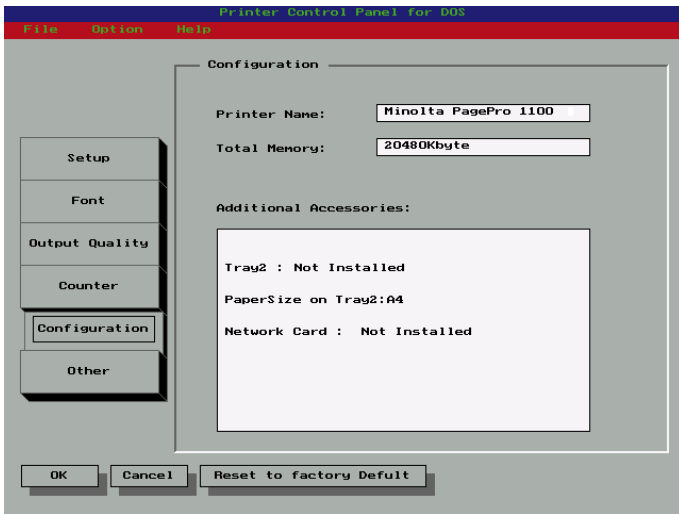 Printer Control Panel for DOS
File Option Help
Configuration
Printer Name: Minolta PagePro 1100
Total Memory: 20480Kbyte
Additional Accessories:
Tray2 : Not Installed
PaperSize on Tray2:A4
Network Card : Not Installed
Setup
Font
Output Quality
Counter
Configuration
Other
OK Cancel Reset to factory Defult